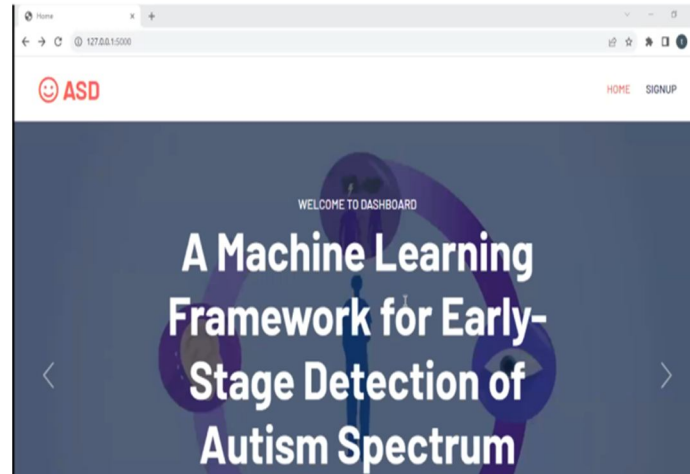 Home
127.0.0.1:5000
ASD
HOME SIGNUP
WELCOME TO DASHBOARD
A Machine Learning
Framework for Early-
Stage Detection of
Autism Spectrum